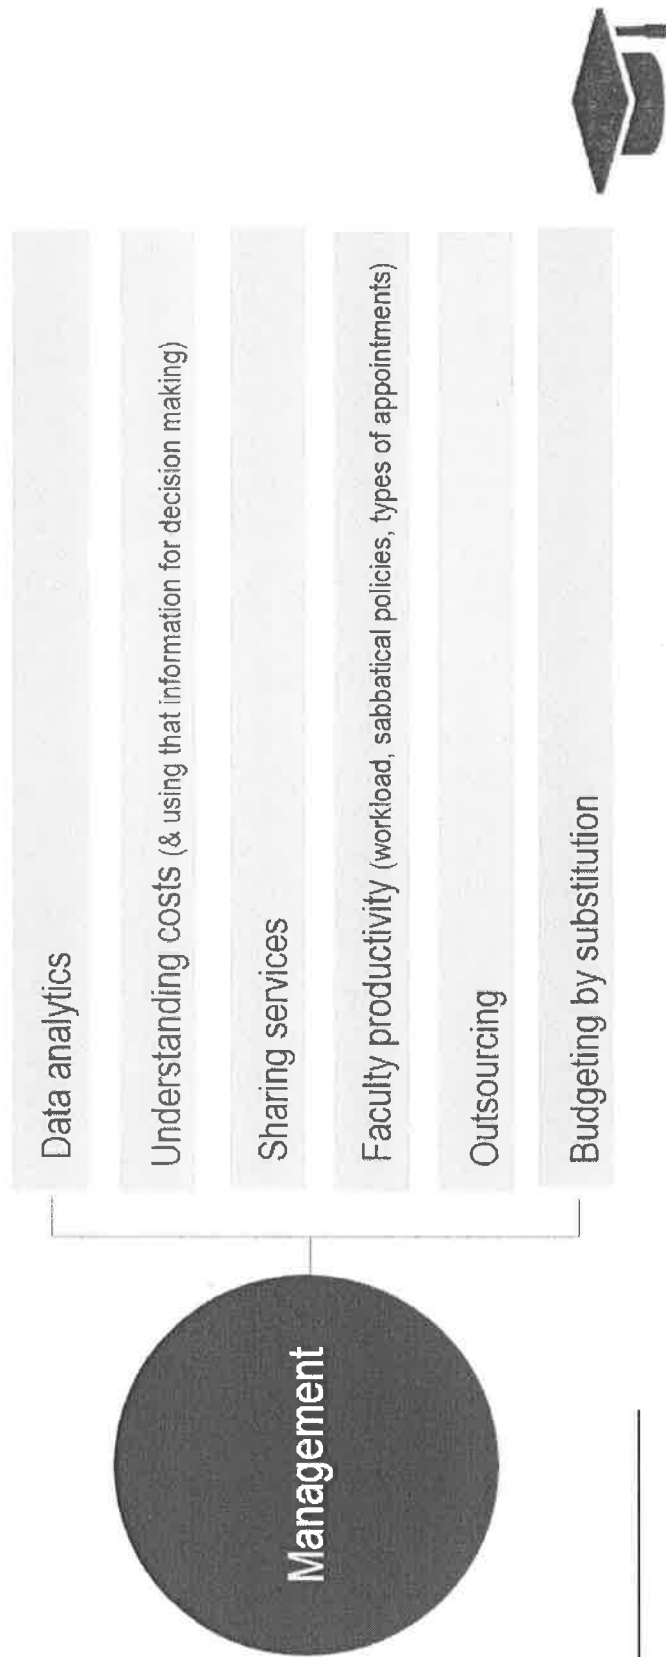 Management
Data analytics
Understanding costs (& using that information for decision making)
Sharing services
Faculty productivity (workload, sabbatical policies, types of appointments)
Outsourcing
Budgeting by substitution